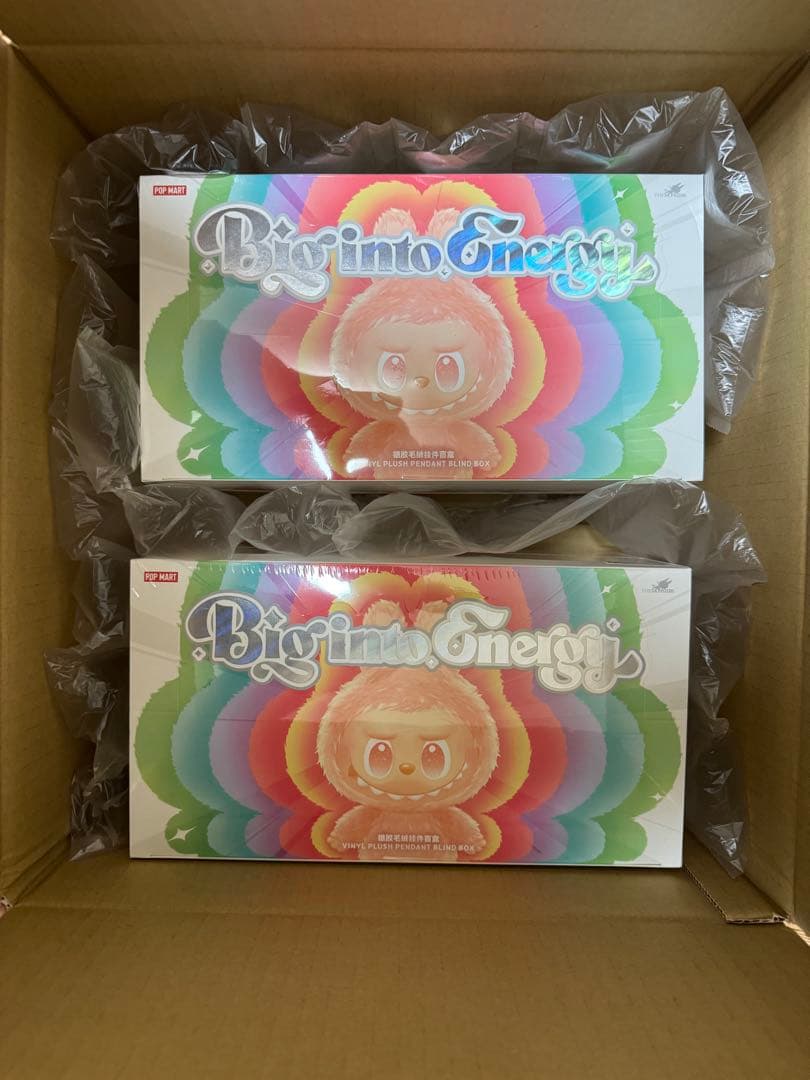 POP MART
Big into Energy
搪胶毛绒挂件盲盒
VINYL PLUSH PENDANT BLIND BOX
POP MART
Big into Energy
搪胶毛绒挂件盲盒
VINYL PLUSH PENDANT BLIND BOX